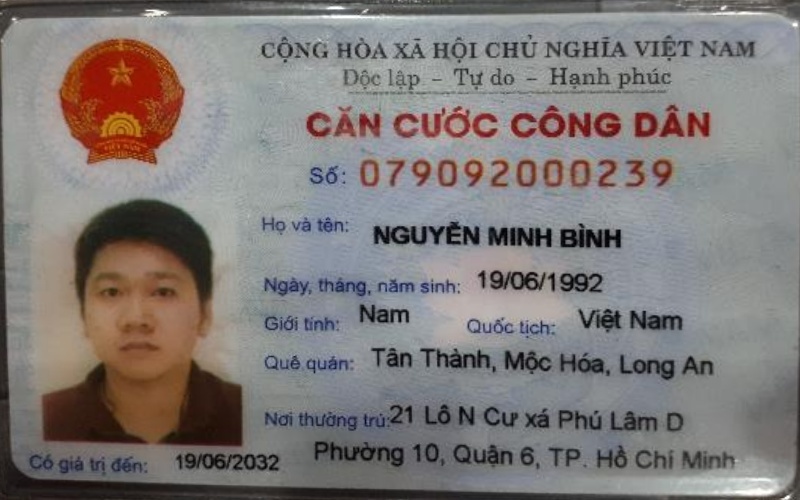 CỘNG HÒA XÃ HỘI CHỦ NGHĨA VIỆT NAM
Độc lập - Tự do - Hạnh phúc
CĂN CƯỚC CÔNG DÂN
Số: 079092000239
Họ và tên: NGUYỄN MINH BÌNH
Ngày, tháng, năm sinh: 19/06/1992
Giới tính: Nam Quốc tịch: Việt Nam
Quê quán: Tân Thành, Mộc Hóa, Long An
Nơi thường trú: 21 Lô N Cư xá Phú Lâm D
Phường 10, Quận 6, TP. Hồ Chí Minh
Có giá trị đến: 19/06/2032
VIỆT NAM